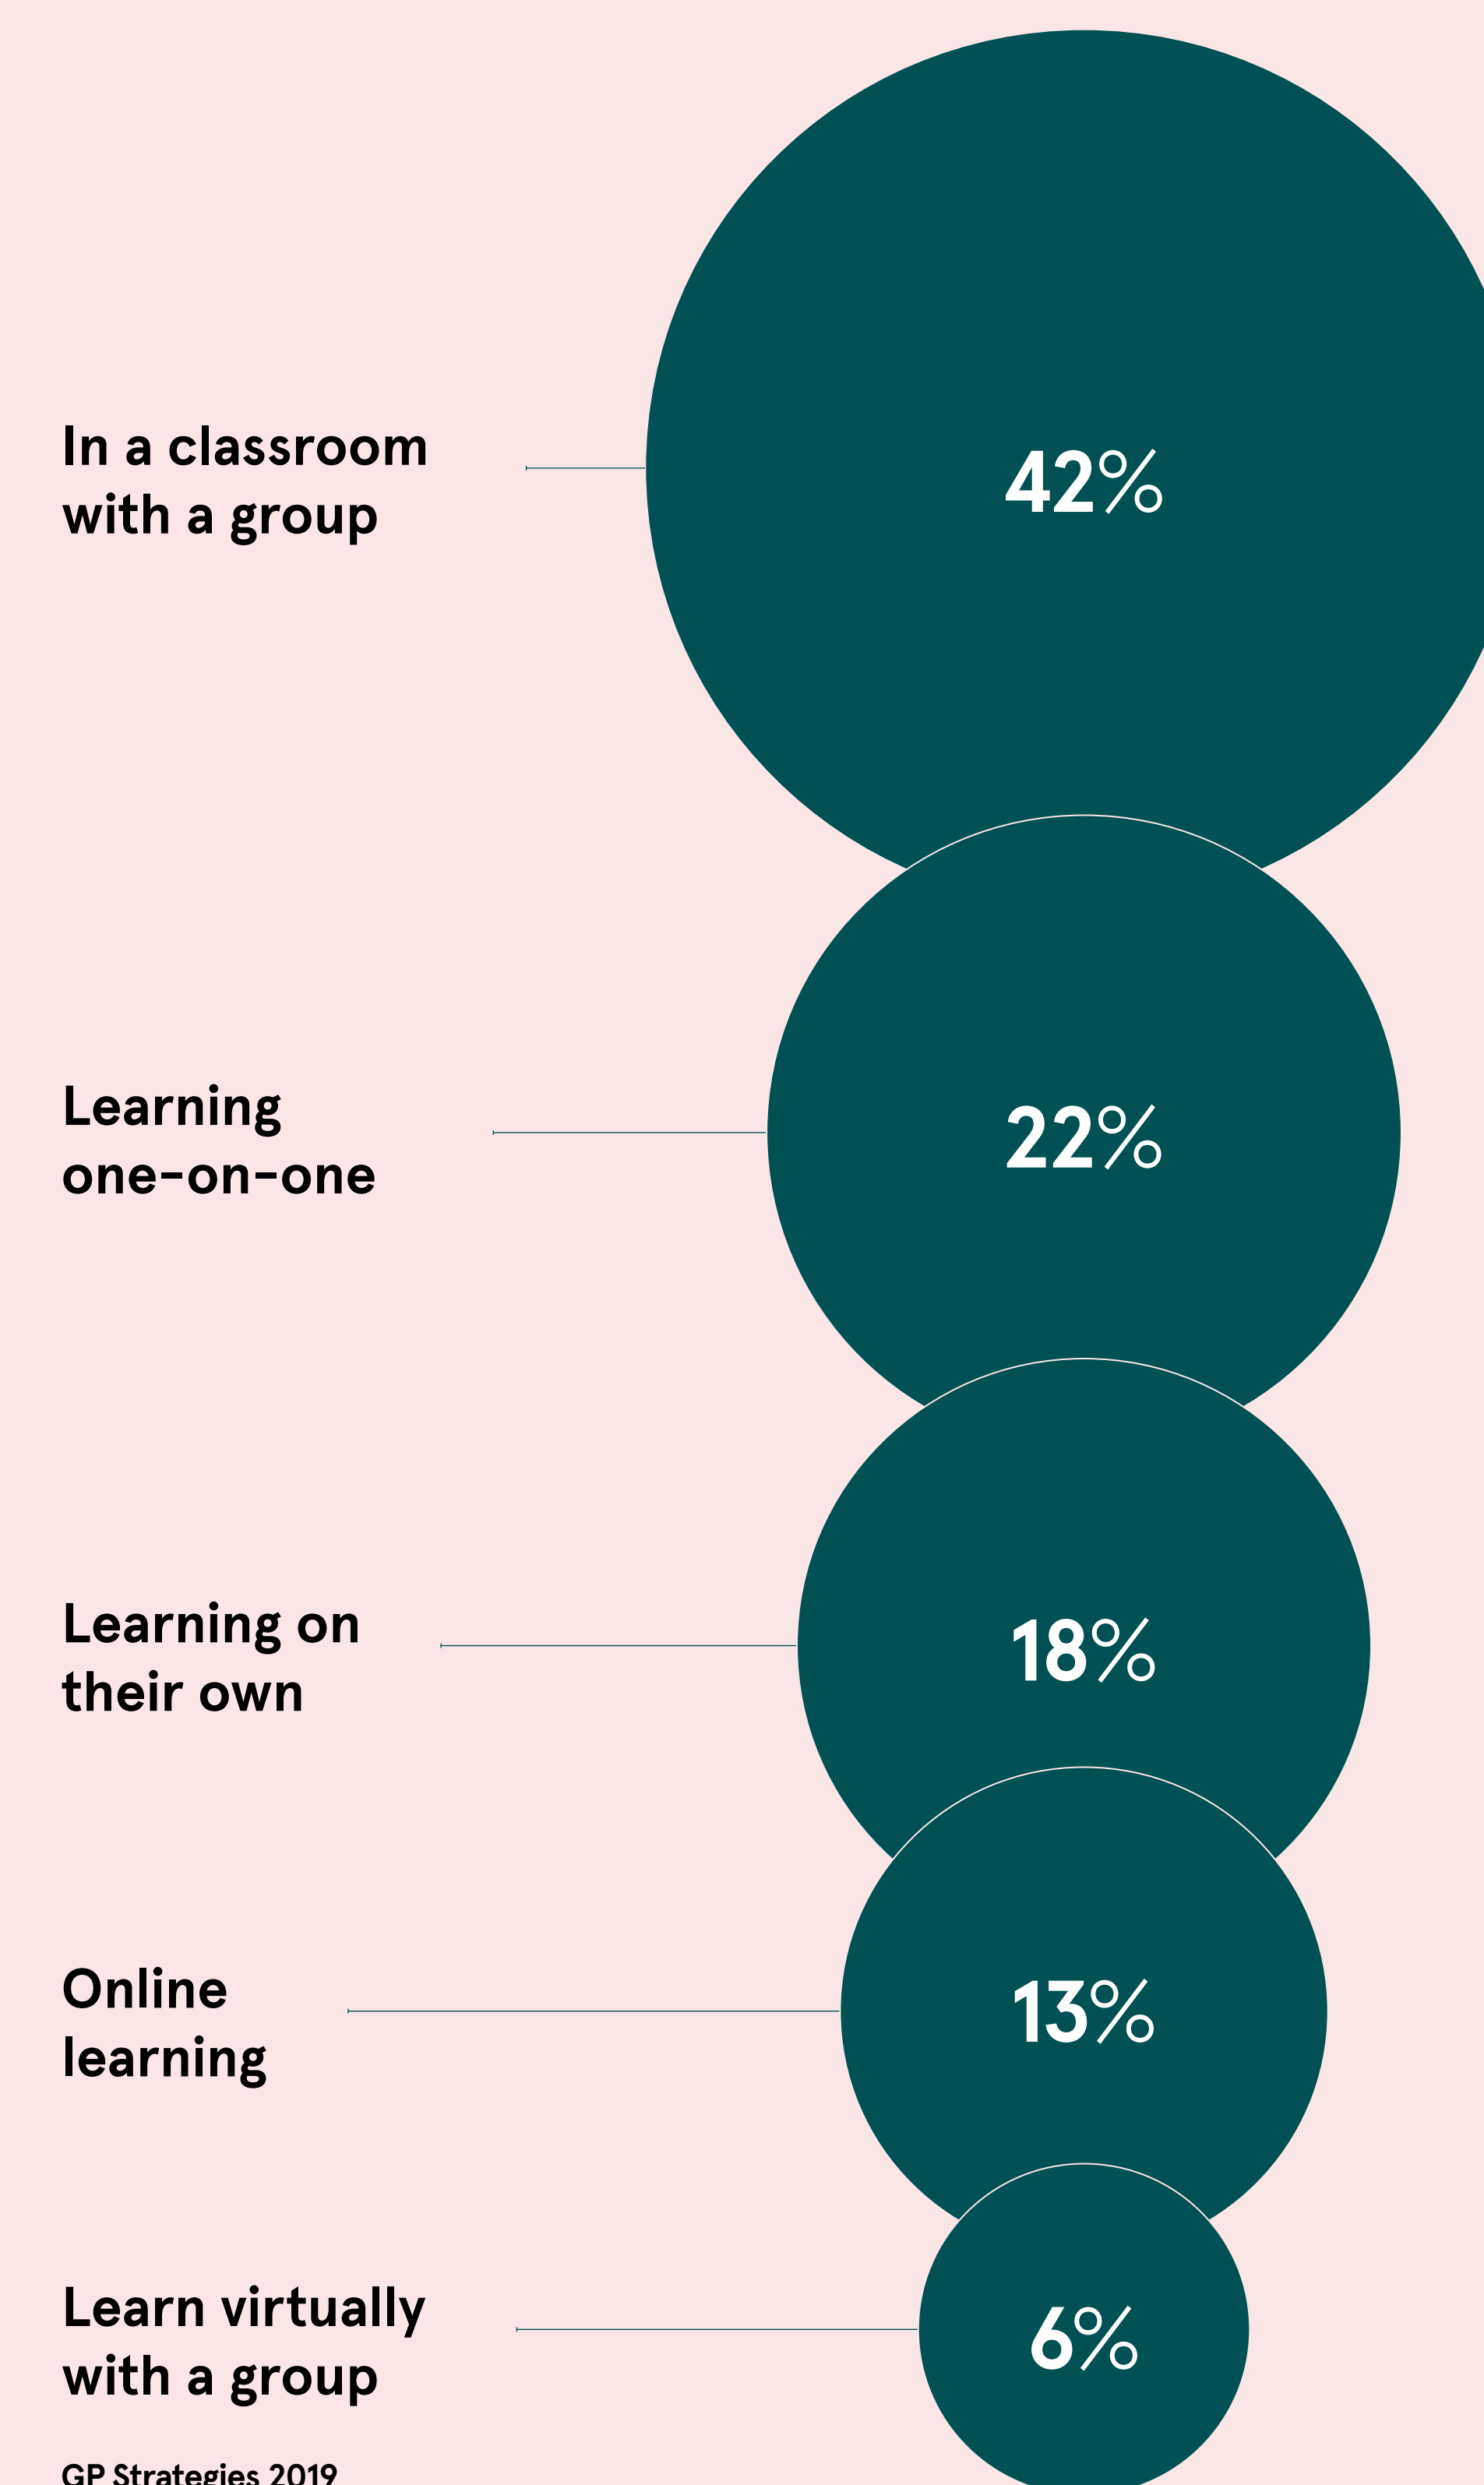 In a classroom
with a group
42%
Learning
one-on-one
22%
Learning on
their own
18%
Online
learning
13%
Learn virtually
with a group
6%
GP Strategies 2019